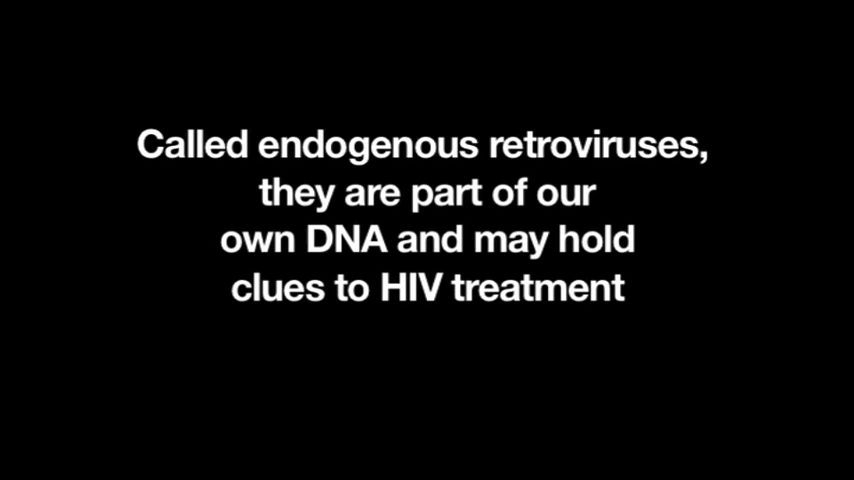 Called endogenous retroviruses,
they are part of our
own DNA and may hold
clues to HIV treatment